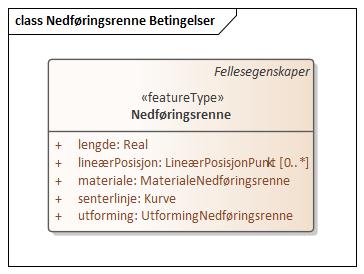 class Nedføringsrenne Betingelser
Fellesegenskaper
«featureType»
Nedføringsrenne
+ lengde: Real
+ lineærPosisjon: LineærPosisjonPunkt [0..*]
+ materiale: MaterialeNedføringsrenne
+ senterlinje: Kurve
+ utforming: UtformingNedføringsrenne